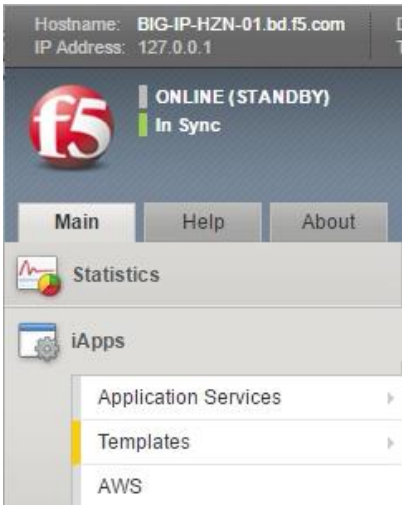 Hostname: BIG-IP-HZN-01.bd.f5.com
IP Address: 127.0.0.1
f5
ONLINE (STANDBY)
In Sync
Main Help About
Statistics
iApps
Application Services
Templates
AWS